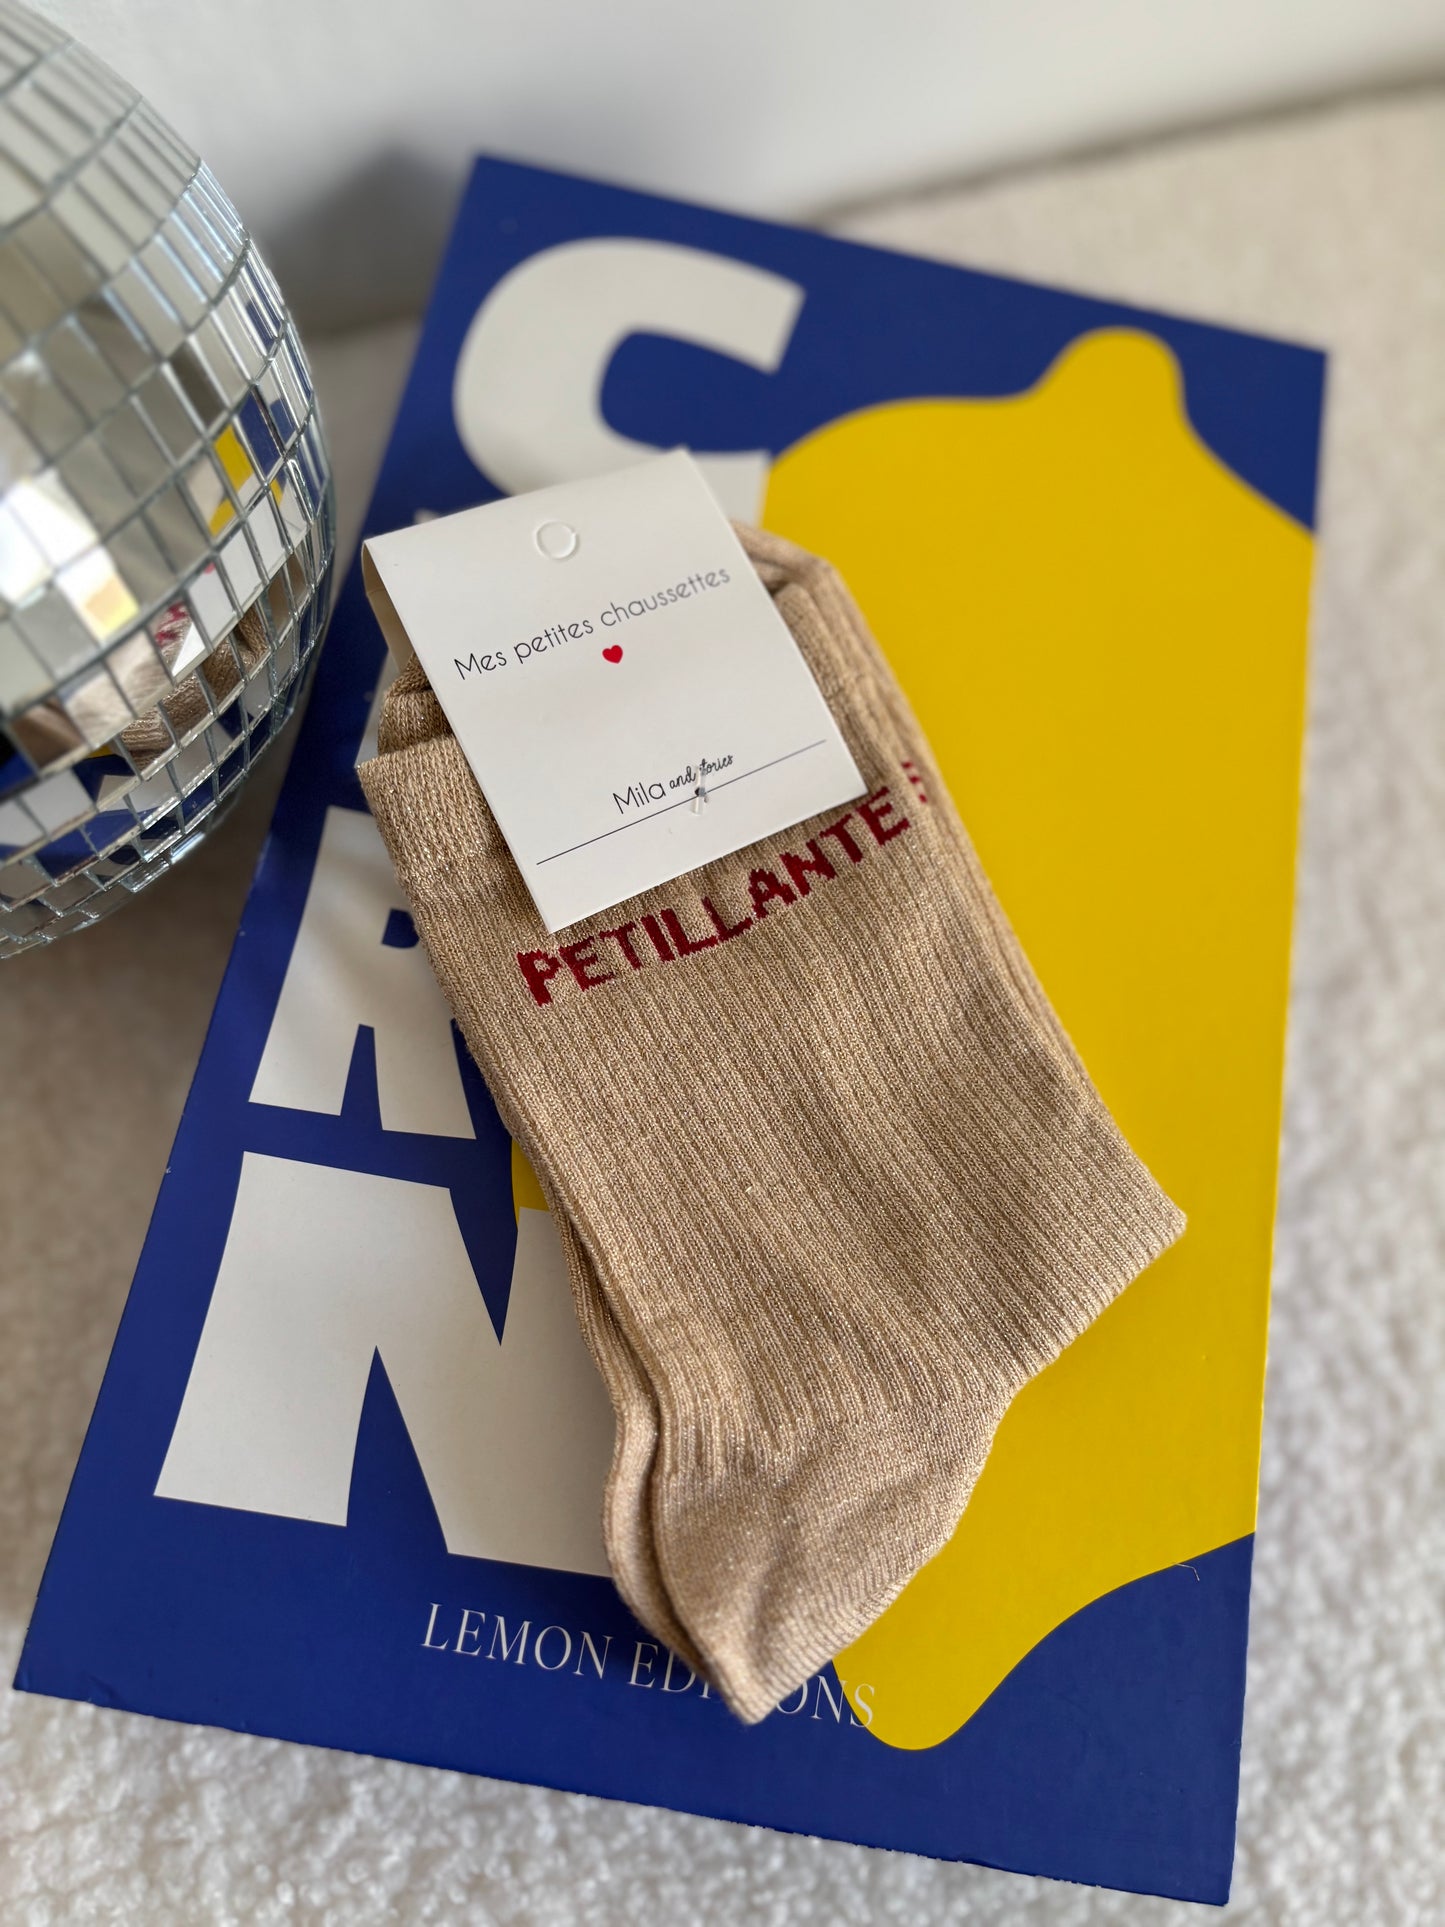 C
Mes petites chaussettes
Mila and stories
PETILLANTE
N
LEMON EDITIONS